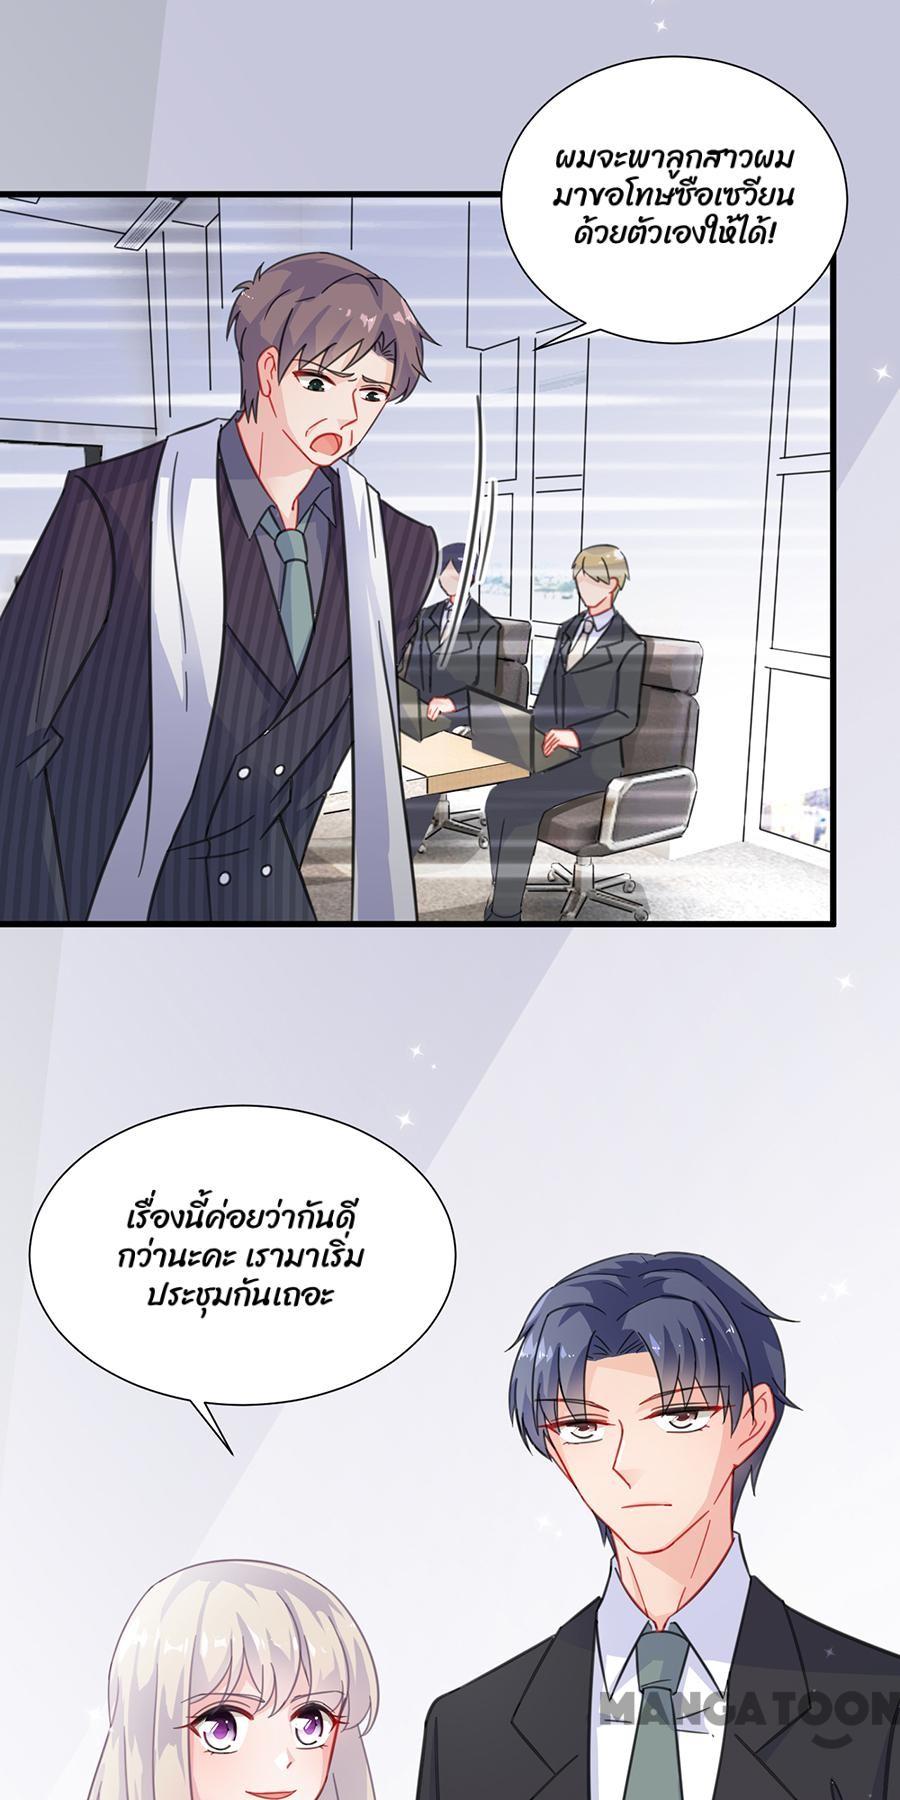 ผมจะพาลูกสาวผม
มาขอโทษซือเซวียน
ด้วยตัวเองให้ได้!
เรื่องนี้ค่อยว่ากันดี
กว่านะคะ เรามาเริ่ม
ประชุมกันเถอะ
MANGATOON